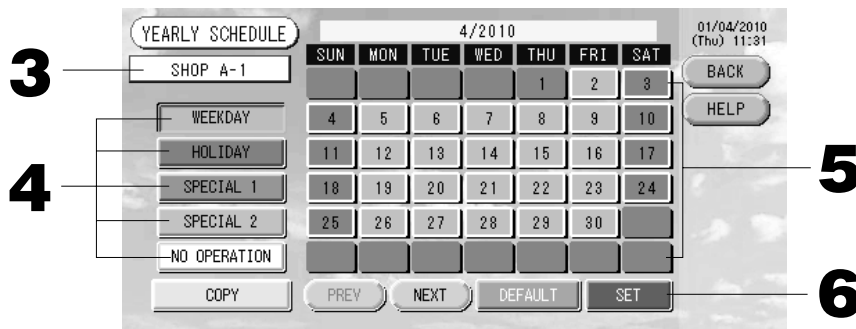 YEARLY SCHEDULE
4/2010
01/04/2010
(Thu) 11:31
3
SHOP A-1
SUN MON TUE WED THU FRI SAT
BACK
1 2 3
HELP
WEEKDAY
4 5 6 7 8 9 10
HOLIDAY
11 12 13 14 15 16 17
5
4
SPECIAL 1
18 19 20 21 22 23 24
SPECIAL 2
25 26 27 28 29 30
NO OPERATION
COPY
PREV NEXT DEFAULT SET
6